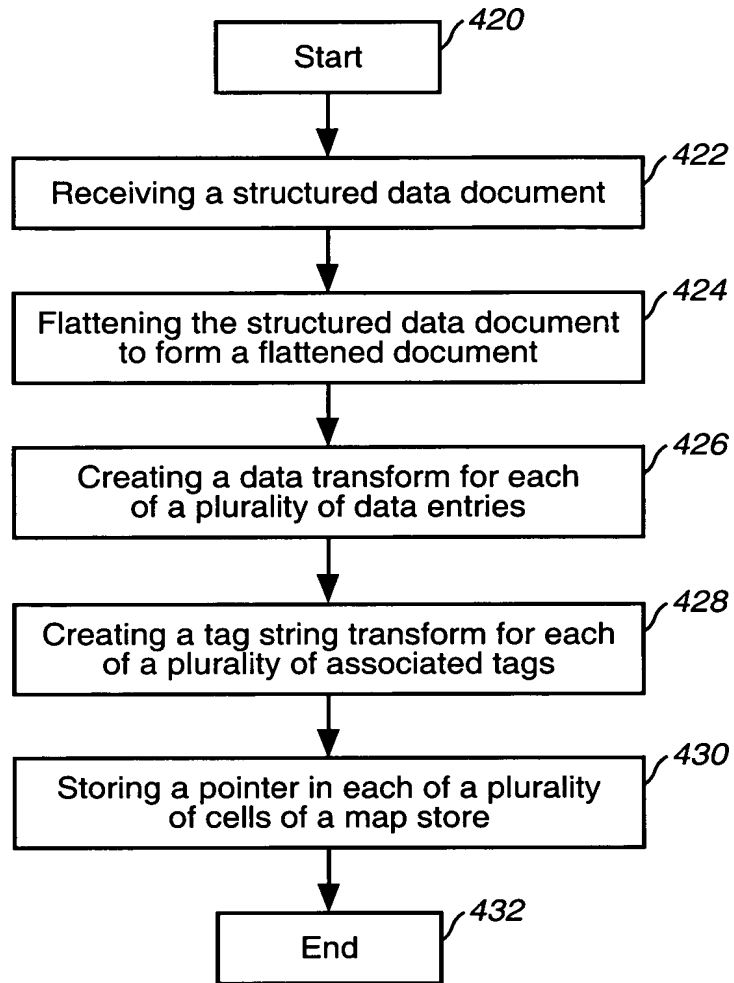 420
Start
422
Receiving a structured data document
424
Flattening the structured data document
to form a flattened document
426
Creating a data transform for each
of a plurality of data entries
428
Creating a tag string transform for each
of a plurality of associated tags
430
Storing a pointer in each of a plurality
of cells of a map store
432
End